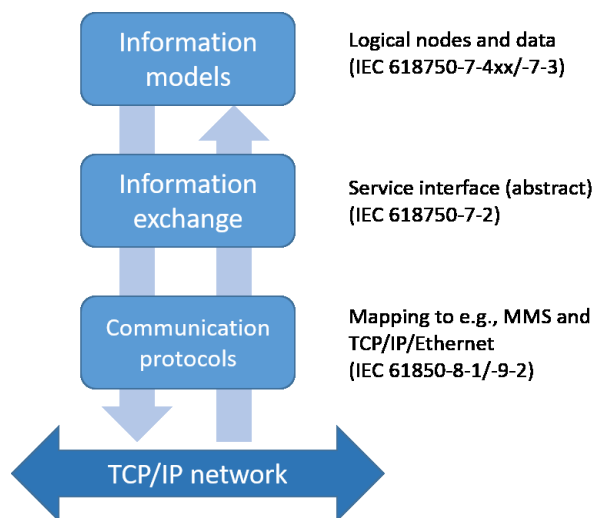 Information
models
Logical nodes and data
(IEC 618750-7-4xx/-7-3)
Information
exchange
Service interface (abstract)
(IEC 618750-7-2)
Communication
protocols
Mapping to e.g., MMS and
TCP/IP/Ethernet
(IEC 61850-8-1/-9-2)
TCP/IP network